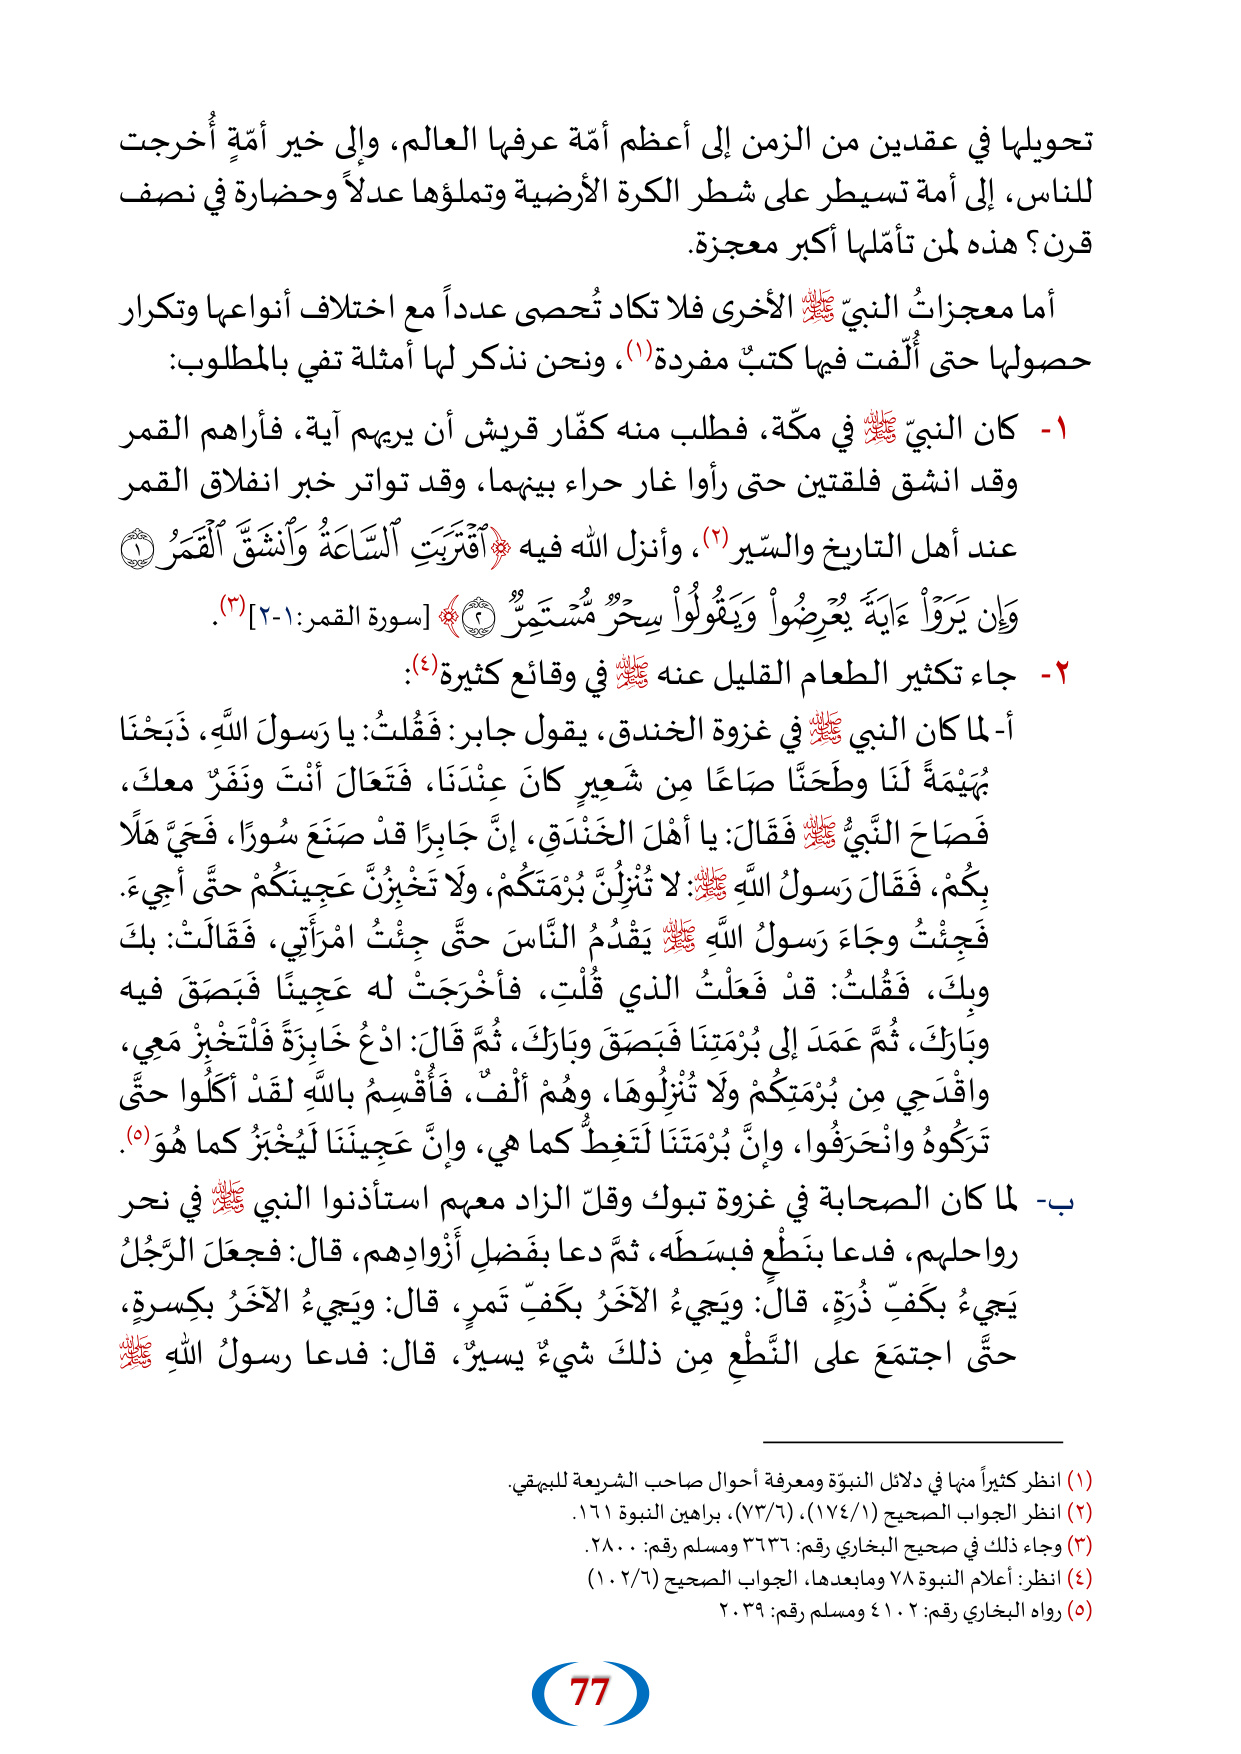 تحويلها في عقدين من الزمن إلى أعظم أمّة عرفها العالم، وإلى خير أمّةٍ أُخرجت
للناس، إلى أمة تسيطر على شطر الكرة الأرضية وتملؤها عدلاً وحضارة في نصف
قرن؟ هذه لمن تأمّلها أكبر معجزة.
أما معجزاتُ النبيّ ﷺ الأخرى فلا تكاد تُحصى عدداً مع اختلاف أنواعها وتكرار
حصولها حتى أُلّفت فيها كتبٌ مفردة(١)، ونحن نذكر لها أمثلة تفي بالمطلوب:
١- كان النبيّ ﷺ في مكّة، فطلب منه كفّار قريش أن يريهم آية، فأراهم القمر
وقد انشق فلقتين حتى رأوا غار حراء بينهما، وقد تواتر خبر انفلاق القمر
عند أهل التاريخ والسّير(٢)، وأنزل الله فيه ﴿ٱقۡتَرَبَتِ ٱلسَّاعَةُ وَٱنشَقَّ ٱلۡقَمَرُ ۝١
وَإِن يَرَوۡاْ ءَايَةٗ يُعۡرِضُواْ وَيَقُولُواْ سِحۡرٞ مُّسۡتَمِرّٞ ۝٢﴾ [سورة القمر:١-٢](٣).
٢- جاء تكثير الطعام القليل عنه ﷺ في وقائع كثيرة(٤):
أ- لما كان النبي ﷺ في غزوة الخندق، يقول جابر: فَقُلتُ: يا رَسولَ اللَّهِ، ذَبَحْنَا
بُهَيْمَةً لَنَا وطَحَنَّا صَاعًا مِن شَعِيرٍ كانَ عِنْدَنَا، فَتَعَالَ أنْتَ ونَفَرٌ معكَ،
فَصَاحَ النَّبيُّ ﷺ فَقَالَ: يا أهْلَ الخَنْدَقِ، إنَّ جَابِرًا قدْ صَنَعَ سُورًا، فَحَيَّ هَلًا
بِكُمْ، فَقَالَ رَسولُ اللَّهِ ﷺ: لا تُنْزِلُنَّ بُرْمَتَكُمْ، ولَا تَخْبِزُنَّ عَجِينَكُمْ حتَّى أجِيءَ.
فَجِئْتُ وجَاءَ رَسولُ اللَّهِ ﷺ يَقْدُمُ النَّاسَ حتَّى جِئْتُ امْرَأَتِي، فَقَالَتْ: بكَ
وبِكَ، فَقُلتُ: قدْ فَعَلْتُ الذي قُلْتِ، فأخْرَجَتْ له عَجِينًا فَبَصَقَ فيه
وبَارَكَ، ثُمَّ عَمَدَ إلى بُرْمَتِنَا فَبَصَقَ وبَارَكَ، ثُمَّ قَالَ: ادْعُ خَابِزَةً فَلْتَخْبِزْ مَعِي،
واقْدَحِي مِن بُرْمَتِكُمْ ولَا تُنْزِلُوهَا، وهُمْ ألْفٌ، فَأُقْسِمُ باللَّهِ لقَدْ أكَلُوا حتَّى
تَرَكُوهُ وانْحَرَفُوا، وإنَّ بُرْمَتَنَا لَتَغِطُّ كما هي، وإنَّ عَجِينَنَا لَيُخْبَزُ كما هُوَ(٥).
ب- لما كان الصحابة في غزوة تبوك وقلّ الزاد معهم استأذنوا النبي ﷺ في نحر
رواحلهم، فدعا بنَطْعٍ فبسَطَه، ثمَّ دعا بفَضلِ أَزْوادِهم، قال: فجعَلَ الرَّجُلُ
يَجيءُ بكَفِّ ذُرَةٍ، قال: ويَجيءُ الآخَرُ بكَفِّ تَمرٍ، قال: ويَجيءُ الآخَرُ بكِسرةٍ،
حتَّى اجتمَعَ على النَّطْعِ مِن ذلكَ شيءٌ يسيرٌ، قال: فدعا رسولُ اللهِ ﷺ
(١) انظر كثيراً منها في دلائل النبوّة ومعرفة أحوال صاحب الشريعة للبيهقي.
(٢) انظر الجواب الصحيح (١٧٤/١)، (٧٣/٦)، براهين النبوة ١٦١.
(٣) وجاء ذلك في صحيح البخاري رقم: ٣٦٣٦ ومسلم رقم: ٢٨٠٠.
(٤) انظر: أعلام النبوة ٧٨ ومابعدها، الجواب الصحيح (١٠٢/٦)
(٥) رواه البخاري رقم: ٤١٠٢ ومسلم رقم: ٢٠٣٩
77